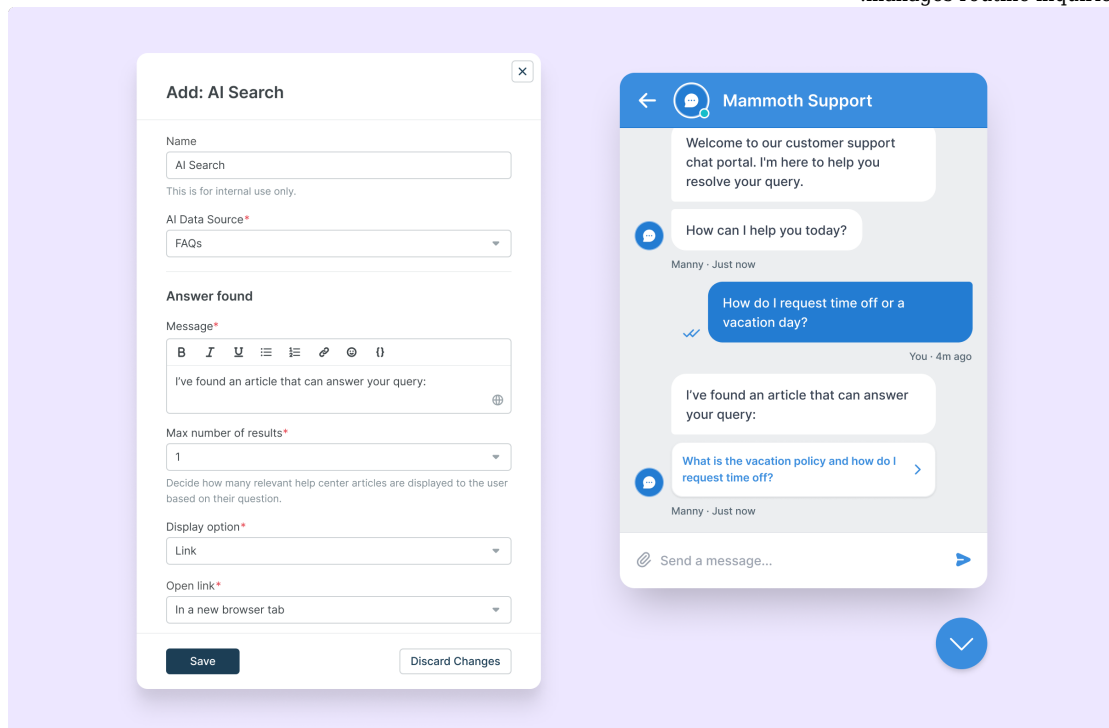 Add: AI Search
Name
AI Search
This is for internal use only.
AI Data Source*
FAQs
Answer found
Message*
B I U {}
I've found an article that can answer your query:
Max number of results*
1
Decide how many relevant help center articles are displayed to the user
based on their question.
Display option*
Link
Open link*
In a new browser tab
Save
Discard Changes
Mammoth Support
Welcome to our customer support
chat portal. I'm here to help you
resolve your query.
How can I help you today?
Manny · Just now
How do I request time off or a
vacation day?
You · 4m ago
I've found an article that can answer
your query:
What is the vacation policy and how do I
request time off?
Manny · Just now
Send a message...